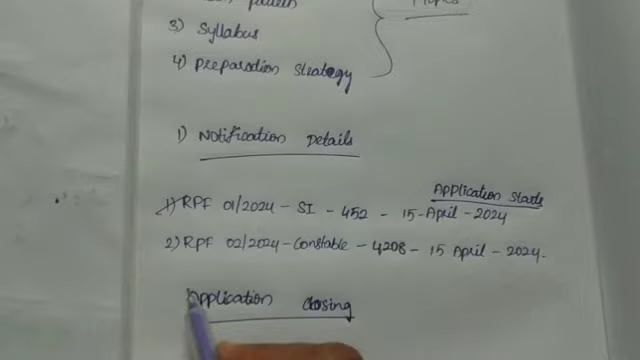 3) Syllabus
4) Preparation Strategy
1) Notification Details
Application Starts
1) RPF 01/2024 - SI - 452 - 15-April-2024
2) RPF 02/2024 - Constable - 4208 - 15 April - 2024.
Application closing